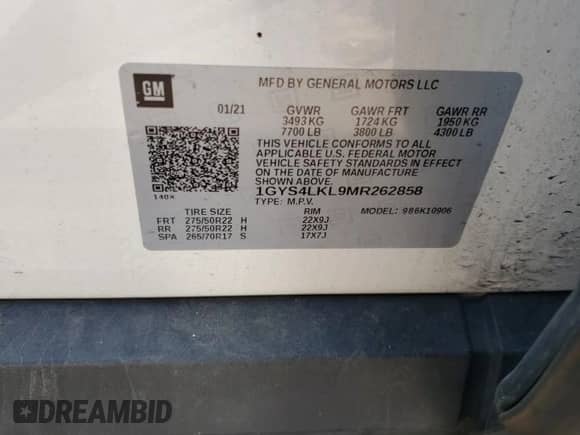 GM
MFD BY GENERAL MOTORS LLC
01/21 GVWR GAWR FRT GAWR RR
3493 KG 1724 KG 1950 KG
7700 LB 3800 LB 4300 LB
THIS VEHICLE CONFORMS TO ALL
APPLICABLE U.S. FEDERAL MOTOR
VEHICLE SAFETY STANDARDS IN EFFECT
ON THE DATE OF MANUFACTURE
SHOWN ABOVE.
140X 1GYS4LKL9MR262858
TYPE: M.P.V. MODEL: 986K10906
TIRE SIZE RIM
FRT 275/50R22 H 22X9J
RR 275/50R22 H 22X9J
SPA 265/70R17 S 17X7J
DREAMBID